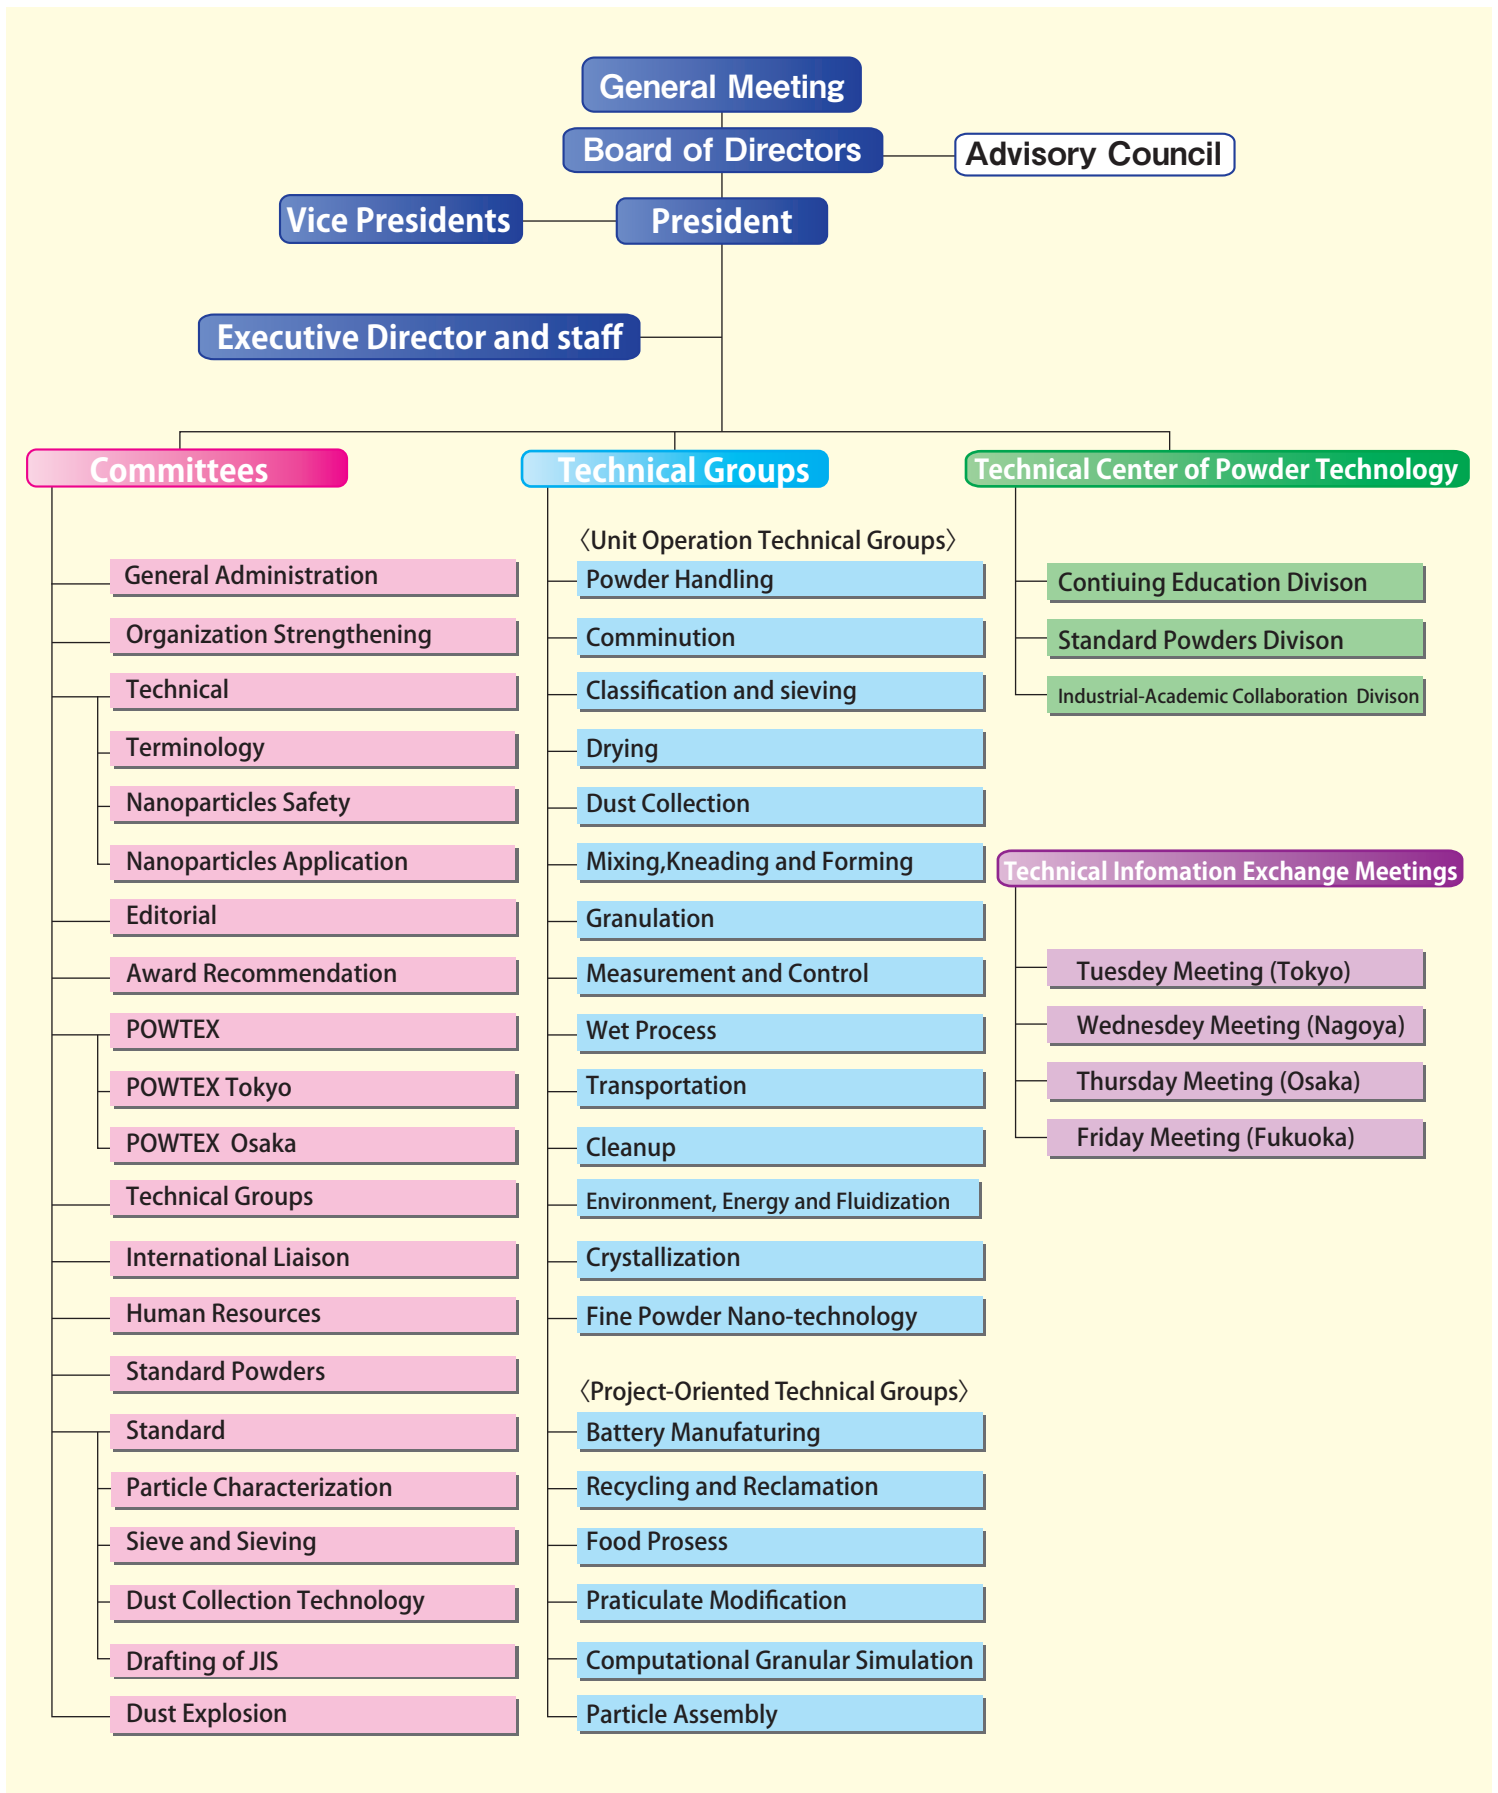 General Meeting
Board of Directors
Advisory Council
Vice Presidents
President
Executive Director and staff
Committees
General Administration
Organization Strengthening
Technical
Terminology
Nanoparticles Safety
Nanoparticles Application
Editorial
Award Recommendation
POWTEX
POWTEX Tokyo
POWTEX Osaka
Technical Groups
International Liaison
Human Resources
Standard Powders
Standard
Particle Characterization
Sieve and Sieving
Dust Collection Technology
Drafting of JIS
Dust Explosion
Technical Groups
〈Unit Operation Technical Groups〉
Powder Handling
Comminution
Classification and sieving
Drying
Dust Collection
Mixing,Kneading and Forming
Granulation
Measurement and Control
Wet Process
Transportation
Cleanup
Environment, Energy and Fluidization
Crystallization
Fine Powder Nano-technology
〈Project-Oriented Technical Groups〉
Battery Manufaturing
Recycling and Reclamation
Food Prosess
Praticulate Modification
Computational Granular Simulation
Particle Assembly
Technical Center of Powder Technology
Contiuing Education Divison
Standard Powders Divison
Industrial-Academic Collaboration Divison
Technical Infomation Exchange Meetings
Tuesdey Meeting (Tokyo)
Wednesdey Meeting (Nagoya)
Thursday Meeting (Osaka)
Friday Meeting (Fukuoka)